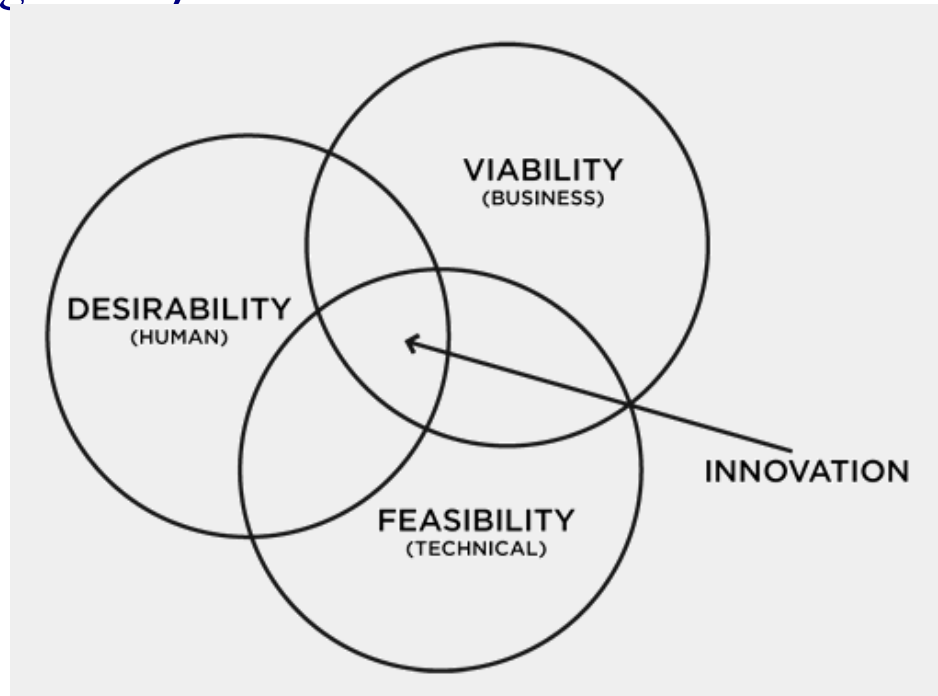 VIABILITY
(BUSINESS)
DESIRABILITY
(HUMAN)
INNOVATION
FEASIBILITY
(TECHNICAL)